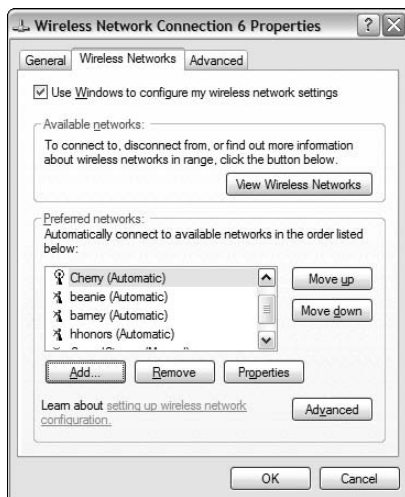 Wireless Network Connection 6 Properties
General Wireless Networks Advanced
Use Windows to configure my wireless network settings
Available networks:
To connect to, disconnect from, or find out more information
about wireless networks in range, click the button below.
View Wireless Networks
Preferred networks:
Automatically connect to available networks in the order listed
below:
Cherry (Automatic)
beanie (Automatic)
barney (Automatic)
hhonors (Automatic)
Move up
Move down
Add... Remove Properties
Learn about setting up wireless network
configuration.
Advanced
OK Cancel